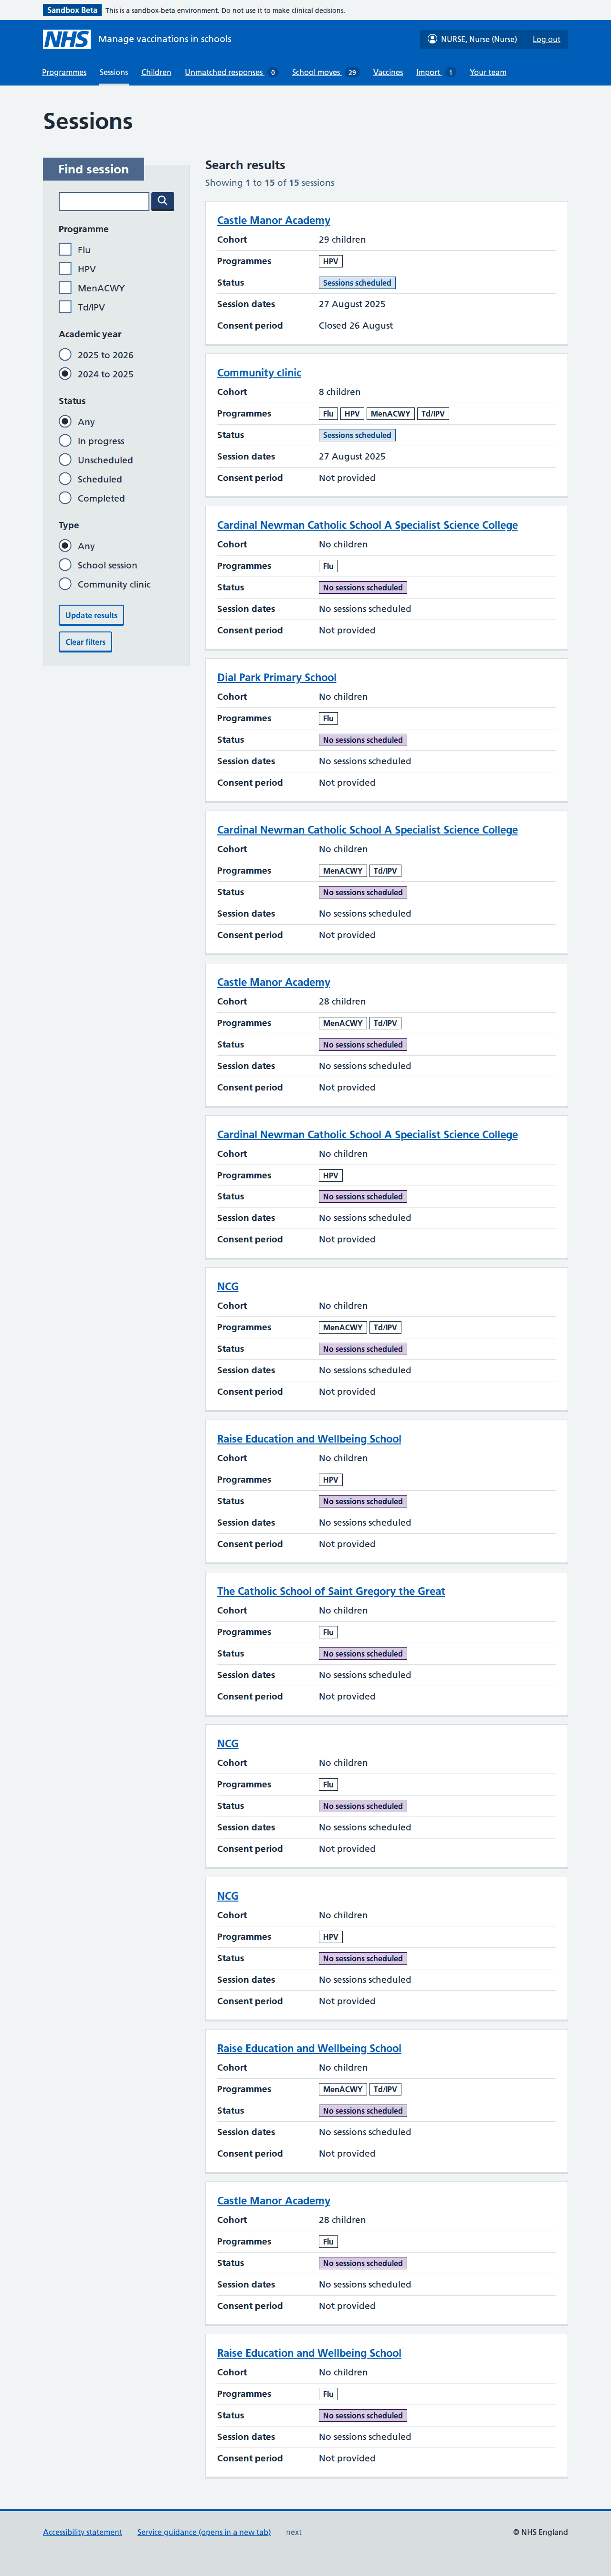 Sandbox Beta This is a sandbox-beta environment. Do not use it to make clinical decisions.
NHS Manage vaccinations in schools NURSE, Nurse (Nurse) Log out
Programmes Sessions Children Unmatched responses 0 School moves 29 Vaccines Import 1 Your team
Sessions
Find session
Programme
Flu
HPV
MenACWY
Td/IPV
Academic year
2025 to 2026
2024 to 2025
Status
Any
In progress
Unscheduled
Scheduled
Completed
Type
Any
School session
Community clinic
Update results
Clear filters
Search results
Showing 1 to 15 of 15 sessions
Castle Manor Academy
Cohort 29 children
Programmes HPV
Status Sessions scheduled
Session dates 27 August 2025
Consent period Closed 26 August
Community clinic
Cohort 8 children
Programmes Flu HPV MenACWY Td/IPV
Status Sessions scheduled
Session dates 27 August 2025
Consent period Not provided
Cardinal Newman Catholic School A Specialist Science College
Cohort No children
Programmes Flu
Status No sessions scheduled
Session dates No sessions scheduled
Consent period Not provided
Dial Park Primary School
Cohort No children
Programmes Flu
Status No sessions scheduled
Session dates No sessions scheduled
Consent period Not provided
Cardinal Newman Catholic School A Specialist Science College
Cohort No children
Programmes MenACWY Td/IPV
Status No sessions scheduled
Session dates No sessions scheduled
Consent period Not provided
Castle Manor Academy
Cohort 28 children
Programmes MenACWY Td/IPV
Status No sessions scheduled
Session dates No sessions scheduled
Consent period Not provided
Cardinal Newman Catholic School A Specialist Science College
Cohort No children
Programmes HPV
Status No sessions scheduled
Session dates No sessions scheduled
Consent period Not provided
NCG
Cohort No children
Programmes MenACWY Td/IPV
Status No sessions scheduled
Session dates No sessions scheduled
Consent period Not provided
Raise Education and Wellbeing School
Cohort No children
Programmes HPV
Status No sessions scheduled
Session dates No sessions scheduled
Consent period Not provided
The Catholic School of Saint Gregory the Great
Cohort No children
Programmes Flu
Status No sessions scheduled
Session dates No sessions scheduled
Consent period Not provided
NCG
Cohort No children
Programmes Flu
Status No sessions scheduled
Session dates No sessions scheduled
Consent period Not provided
NCG
Cohort No children
Programmes HPV
Status No sessions scheduled
Session dates No sessions scheduled
Consent period Not provided
Raise Education and Wellbeing School
Cohort No children
Programmes MenACWY Td/IPV
Status No sessions scheduled
Session dates No sessions scheduled
Consent period Not provided
Castle Manor Academy
Cohort 28 children
Programmes Flu
Status No sessions scheduled
Session dates No sessions scheduled
Consent period Not provided
Raise Education and Wellbeing School
Cohort No children
Programmes Flu
Status No sessions scheduled
Session dates No sessions scheduled
Consent period Not provided
Accessibility statement Service guidance (opens in a new tab) next © NHS England